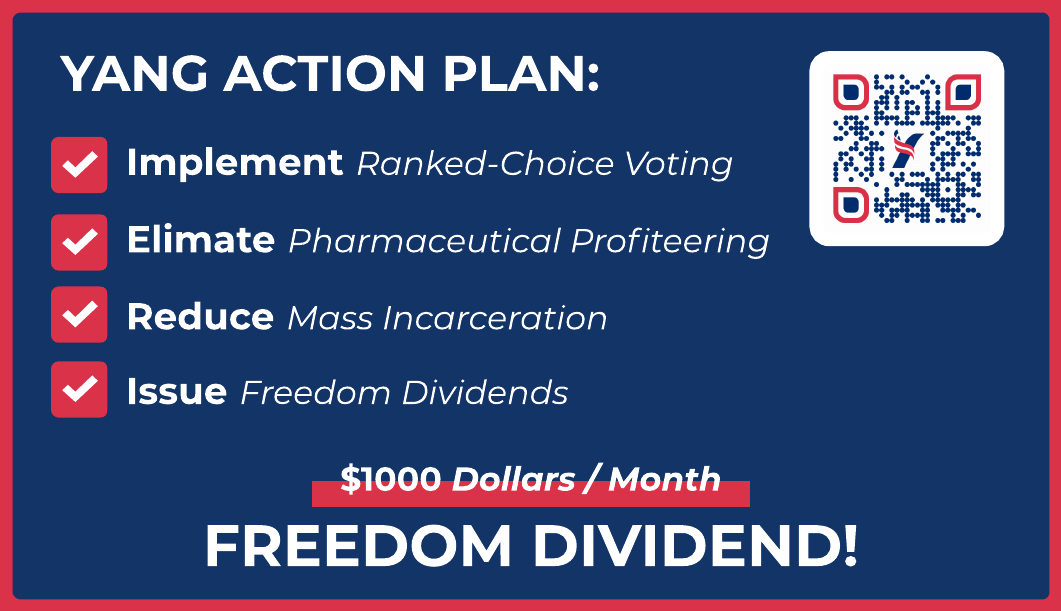 YANG ACTION PLAN:
Implement Ranked-Choice Voting
Elimate Pharmaceutical Profiteering
Reduce Mass Incarceration
Issue Freedom Dividends
$1000 Dollars / Month
FREEDOM DIVIDEND!